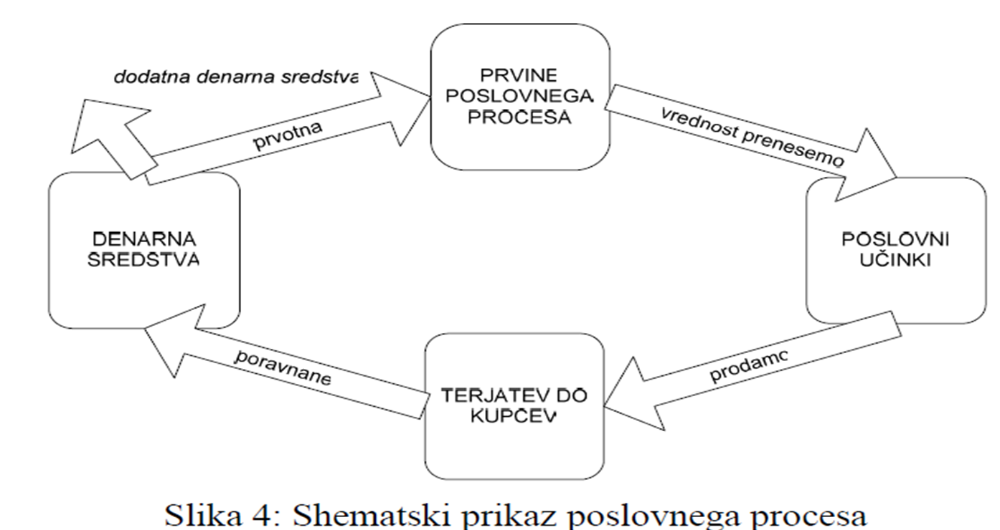 dodatna denarna sredstva
prvotna
PRVINE
POSLOVNEGA
PROCESA
vrednost prenesemo
DENARNA
SREDSTVA
POSLOVNI
UČINKI
poravnane
TERJATEV DO
KUPCEV
prodamo
Slika 4: Shematski prikaz poslovnega procesa